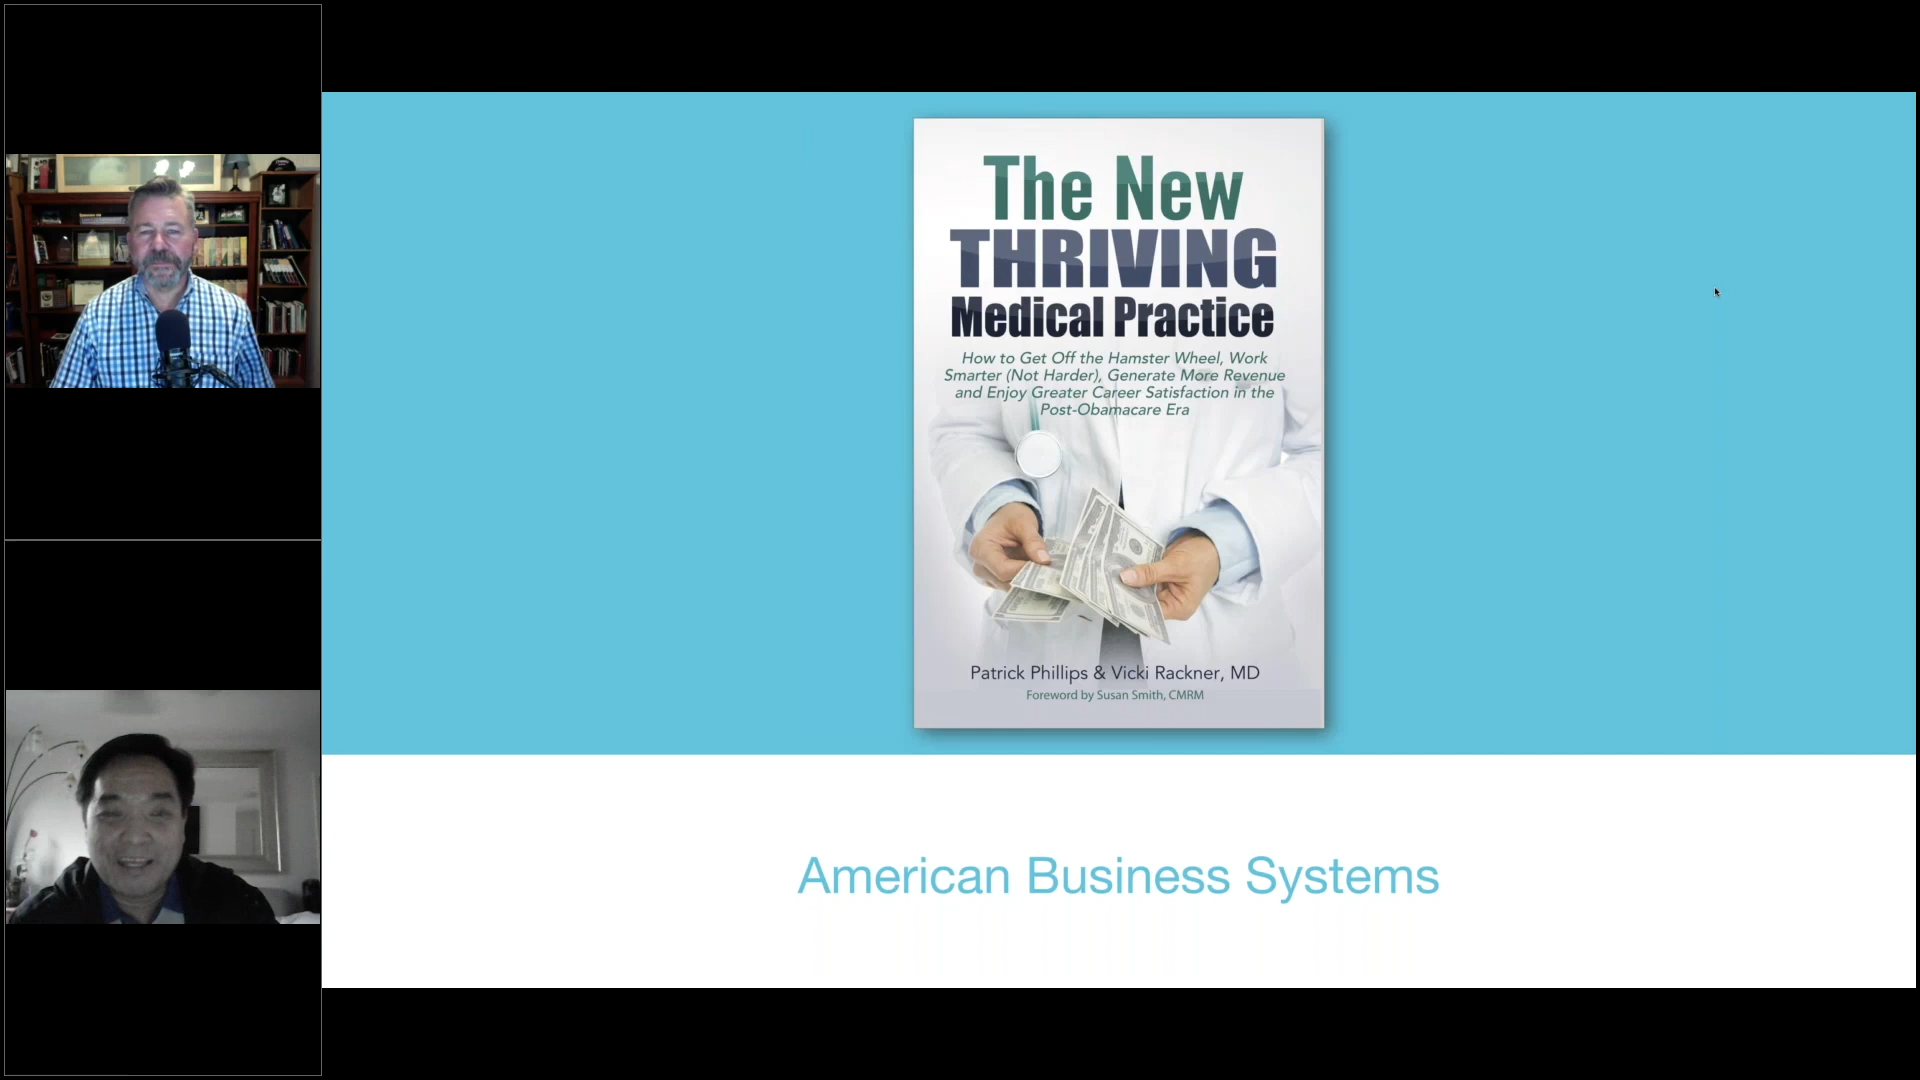 The New
THRIVING
Medical Practice
How to Get Off the Hamster Wheel, Work
Smarter (Not Harder), Generate More Revenue
and Enjoy Greater Career Satisfaction in the
Post-Obamacare Era
Patrick Phillips & Vicki Rackner, MD
Foreword by Susan Smith, CMRM
American Business Systems